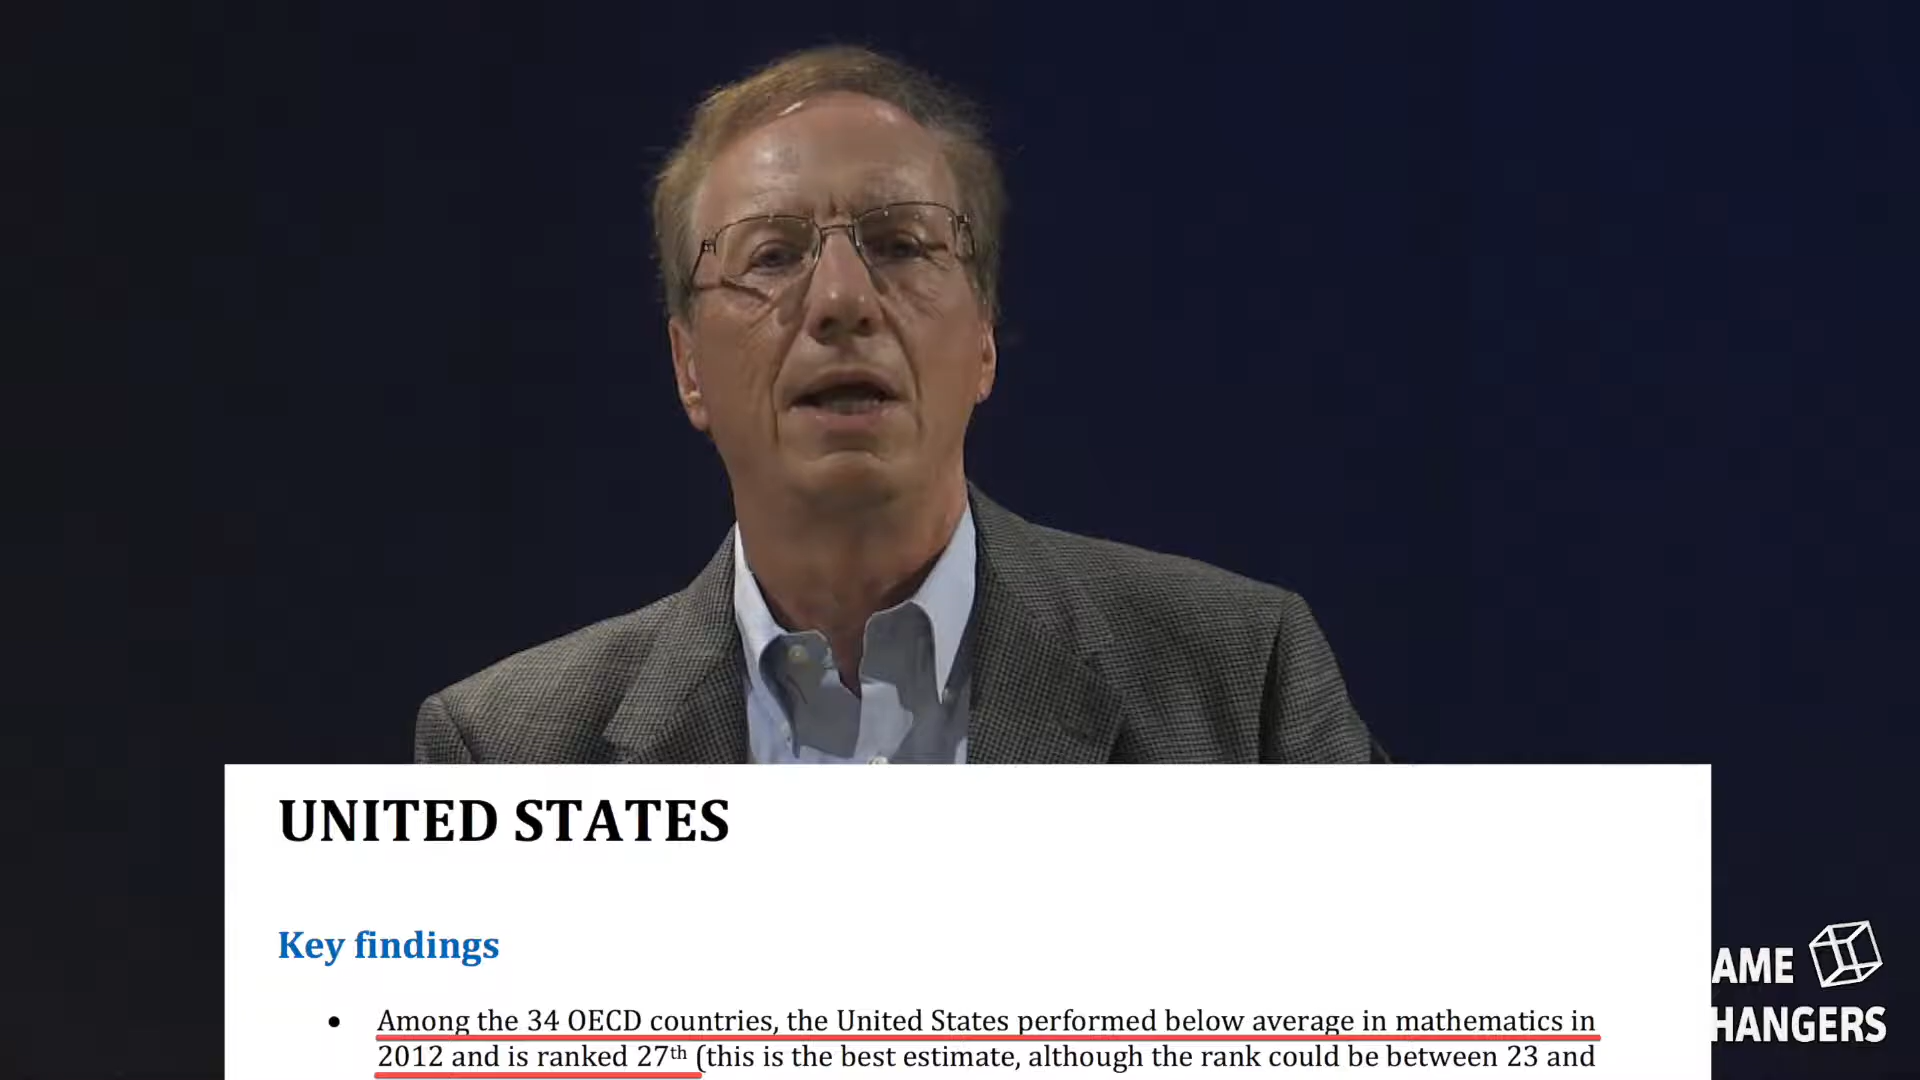 UNITED STATES
Key findings
• Among the 34 OECD countries, the United States performed below average in mathematics in
2012 and is ranked 27th (this is the best estimate, although the rank could be between 23 and
AME
HANGERS